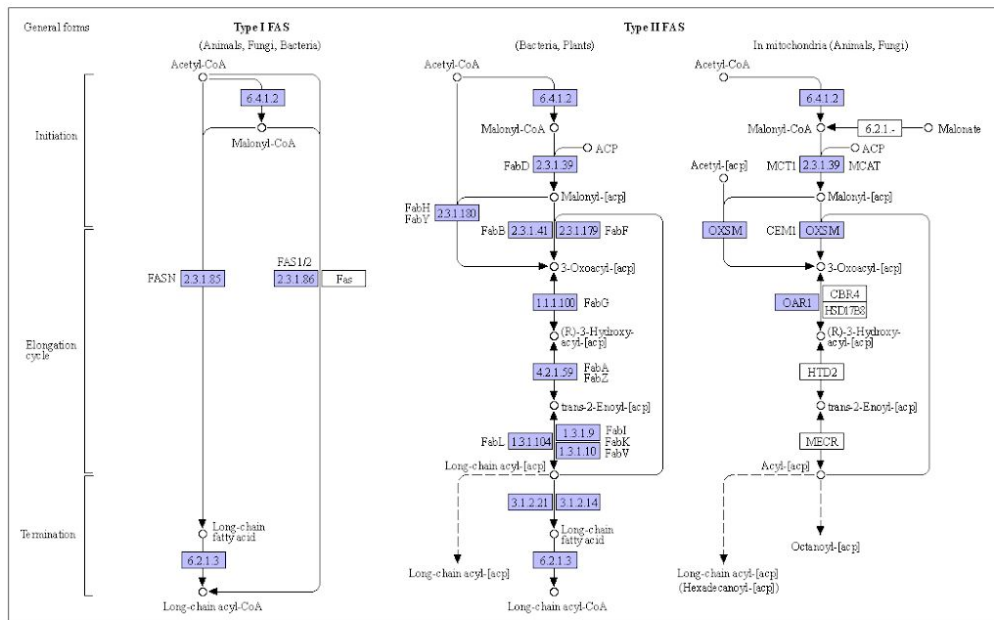 General forms
Type I FAS
(Animals, Fungi, Bacteria)
Type II FAS
(Bacteria, Plants)
In mitochondria (Animals, Fungi)
Initiation
Elongation
cycle
Termination
Acetyl-CoA
6.4.1.2
Malonyl-CoA
FASN
2.3.1.85
FAS1/2
2.3.1.86
Fas
Long-chain
fatty acid
6.2.1.3
Long-chain acyl-CoA
Acetyl-CoA
6.4.1.2
Malonyl-CoA
ACP
FabD
2.3.1.39
Malonyl-[acp]
FabH
FabY
2.3.1.180
FabB
2.3.1.41
2.3.1.179
FabF
3-Oxoacyl-[acp]
1.1.1.100
FabG
(R)-3-Hydroxy-
acyl-[acp]
4.2.1.59
FabA
FabZ
trans-2-Enoyl-[acp]
FabL
1.3.1.104
1.3.1.9
1.3.1.10
FabI
FabK
FabV
Long-chain acyl-[acp]
3.1.2.21
3.1.2.14
Long-chain
fatty acid
6.2.1.3
Long-chain acyl-[acp]
Long-chain acyl-CoA
Acetyl-CoA
6.4.1.2
Malonyl-CoA
6.2.1.-
Malonate
ACP
Acetyl-[acp]
MCT1
2.3.1.39
MCAT
Malonyl-[acp]
OXSM
CEM1
OXSM
3-Oxoacyl-[acp]
OAR1
CBR4
HSD17B8
(R)-3-Hydroxy-
acyl-[acp]
HTD2
trans-2-Enoyl-[acp]
MECR
Acyl-[acp]
Octanoyl-[acp]
Long-chain acyl-[acp]
(Hexadecanoyl-[acp])